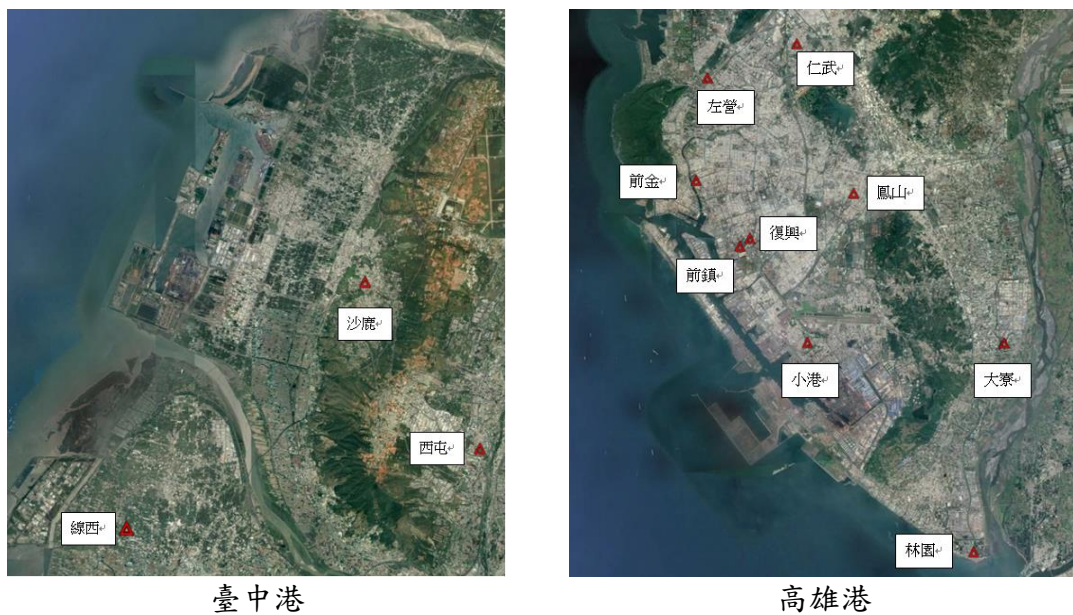 沙鹿
西屯
線西
臺中港
仁武
左營
前金
鳳山
復興
前鎮
小港
大寮
林園
高雄港